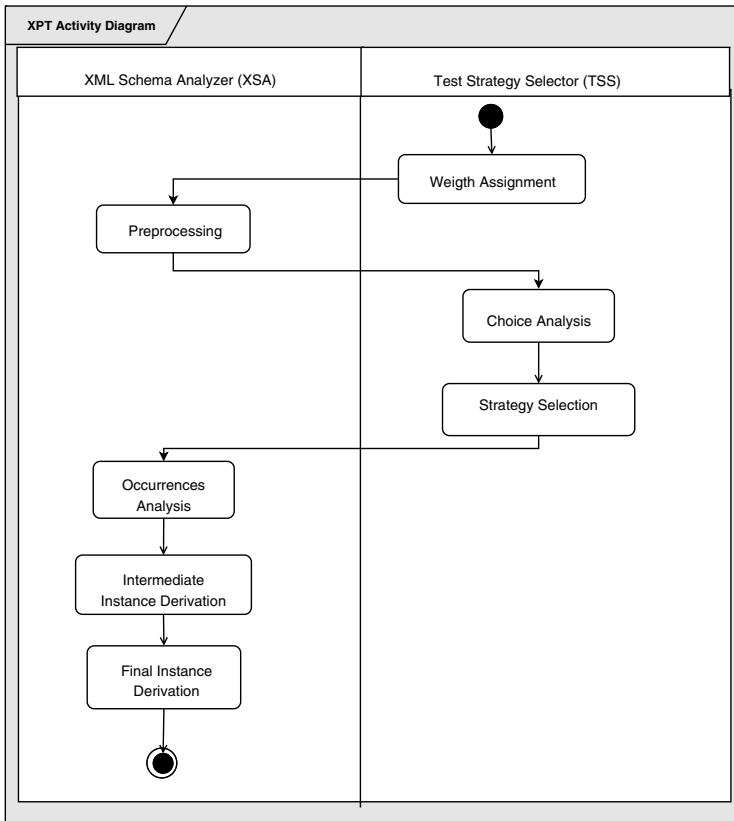 XPT Activity Diagram
XML Schema Analyzer (XSA)
Test Strategy Selector (TSS)
Weigth Assignment
Preprocessing
Choice Analysis
Strategy Selection
Occurrences
Analysis
Intermediate
Instance Derivation
Final Instance
Derivation